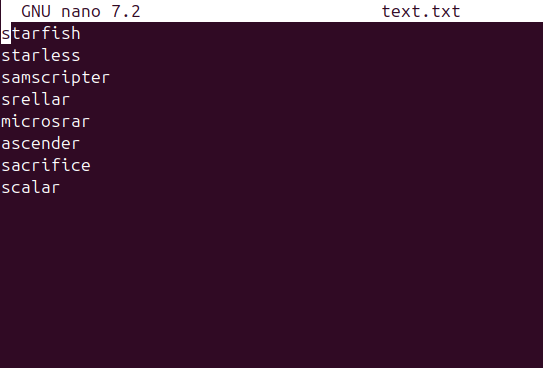 GNU nano 7.2 text.txt
starfish
starless
samscripter
srellar
microsrar
ascender
sacrifice
scalar